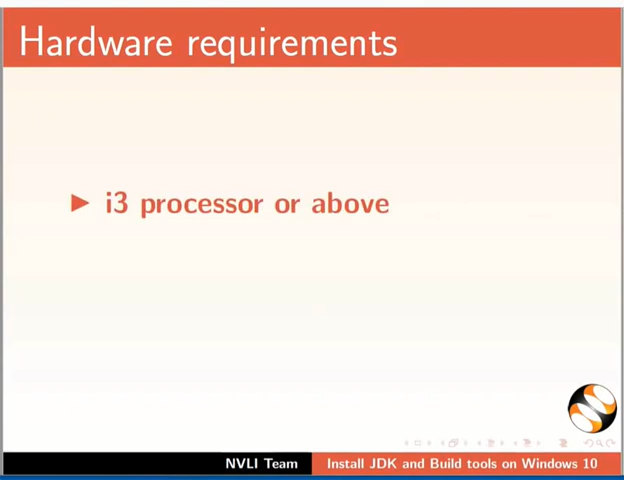 Hardware requirements
i3 processor or above
NVLI Team
Install JDK and Build tools on Windows 10